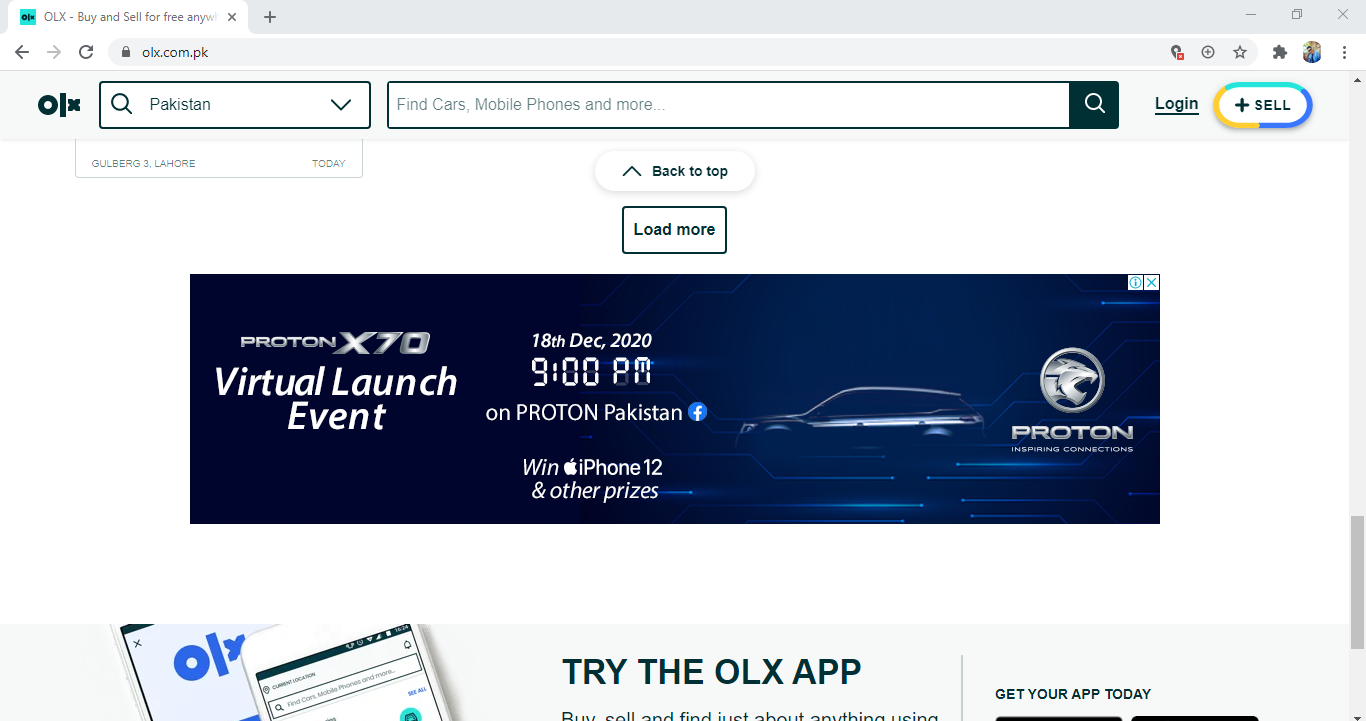 OLX - Buy and Sell for free anywh
olx.com.pk
olx
Pakistan
Find Cars, Mobile Phones and more...
Login
SELL
GULBERG 3, LAHORE
TODAY
Back to top
Load more
PROTON X70
Virtual Launch
Event
18th Dec, 2020
9:00 PM
on PROTON Pakistan
Win iPhone 12
& other prizes
PROTON
INSPIRING CONNECTIONS
olx
16:24
CURRENT LOCATION
Find Cars, Mobile Phones and more...
SEE ALL
TRY THE OLX APP
Buy, sell and find just about anything using
GET YOUR APP TODAY